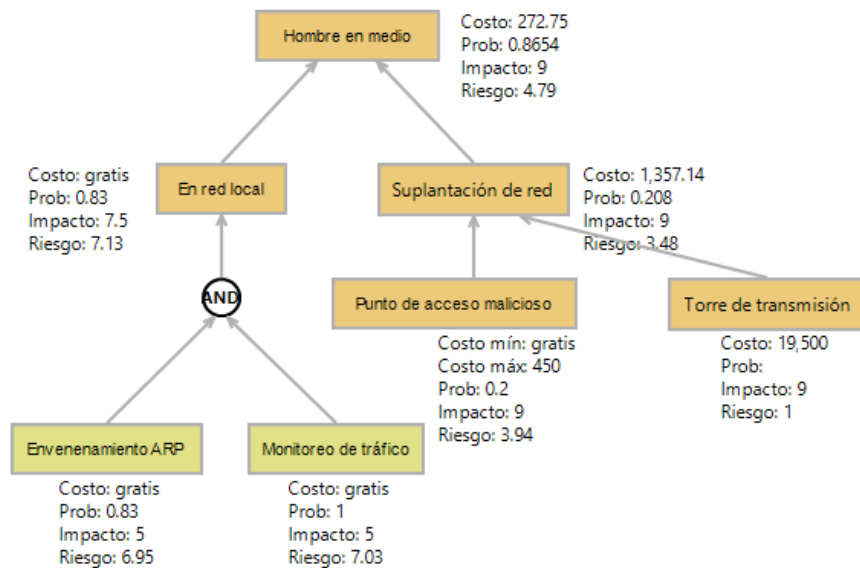 Hombre en medio
Costo: 272.75
Prob: 0.8654
Impacto: 9
Riesgo: 4.79
Costo: gratis
Prob: 0.83
Impacto: 7.5
Riesgo: 7.13
En red local
Suplantación de red
Costo: 1,357.14
Prob: 0.208
Impacto: 9
Riesgo: 3.48
AND
Punto de acceso malicioso
Costo mín: gratis
Costo máx: 450
Prob: 0.2
Impacto: 9
Riesgo: 3.94
Torre de transmisión
Costo: 19,500
Prob:
Impacto: 9
Riesgo: 1
Envenenamiento ARP
Costo: gratis
Prob: 0.83
Impacto: 5
Riesgo: 6.95
Monitoreo de tráfico
Costo: gratis
Prob: 1
Impacto: 5
Riesgo: 7.03